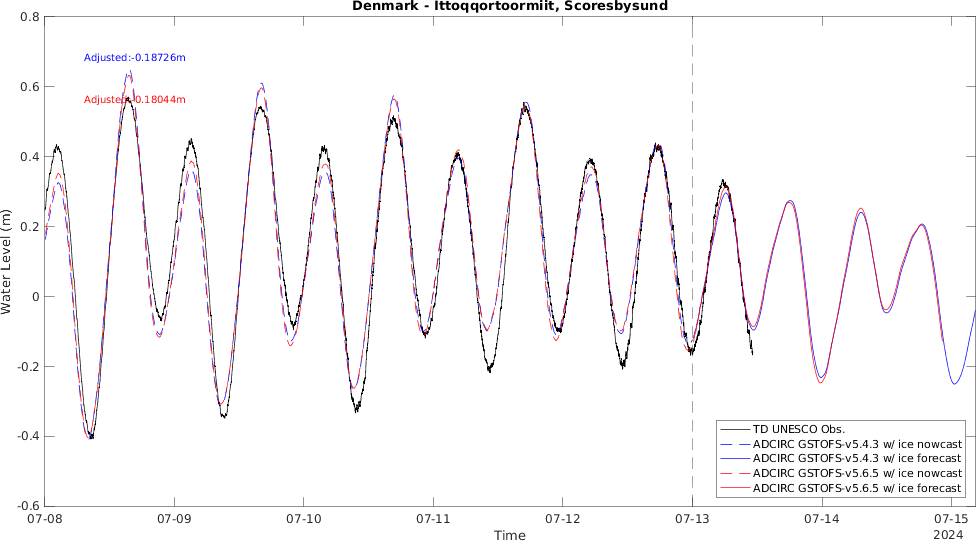 Denmark - Ittoqqortoormiit, Scoresbysund
0.8
0.6
0.4
0.2
0
-0.2
-0.4
-0.6
Water Level (m)
Adjusted:-0.18726m
Adjusted:-0.18044m
TD UNESCO Obs.
ADCIRC GSTOFS-v5.4.3 w/ ice nowcast
ADCIRC GSTOFS-v5.4.3 w/ ice forecast
ADCIRC GSTOFS-v5.6.5 w/ ice nowcast
ADCIRC GSTOFS-v5.6.5 w/ ice forecast
07-08 07-09 07-10 07-11 07-12 07-13 07-14 07-15
Time
2024